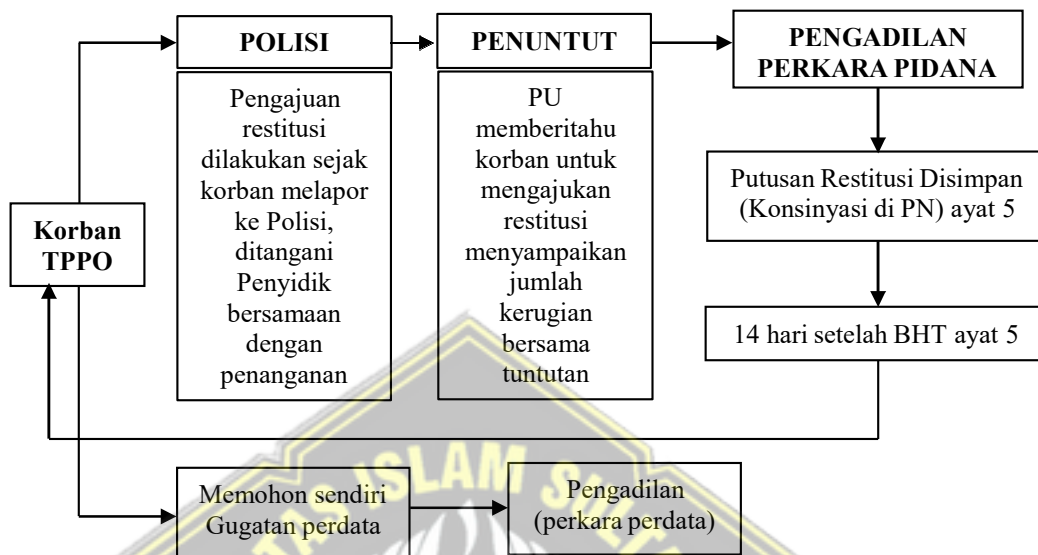 POLISI
Pengajuan
restitusi
dilakukan sejak
korban melapor
ke Polisi,
ditangani
Penyidik
bersamaan
dengan
penanganan
PENUNTUT
PU
memberitahu
korban untuk
mengajukan
restitusi
menyampaikan
jumlah
kerugian
bersama
tuntutan
PENGADILAN
PERKARA PIDANA
Putusan Restitusi Disimpan
(Konsinyasi di PN) ayat 5
14 hari setelah BHT ayat 5
Korban
TPPO
Memohon sendiri
Gugatan perdata
Pengadilan
(perkara perdata)
ISLAM